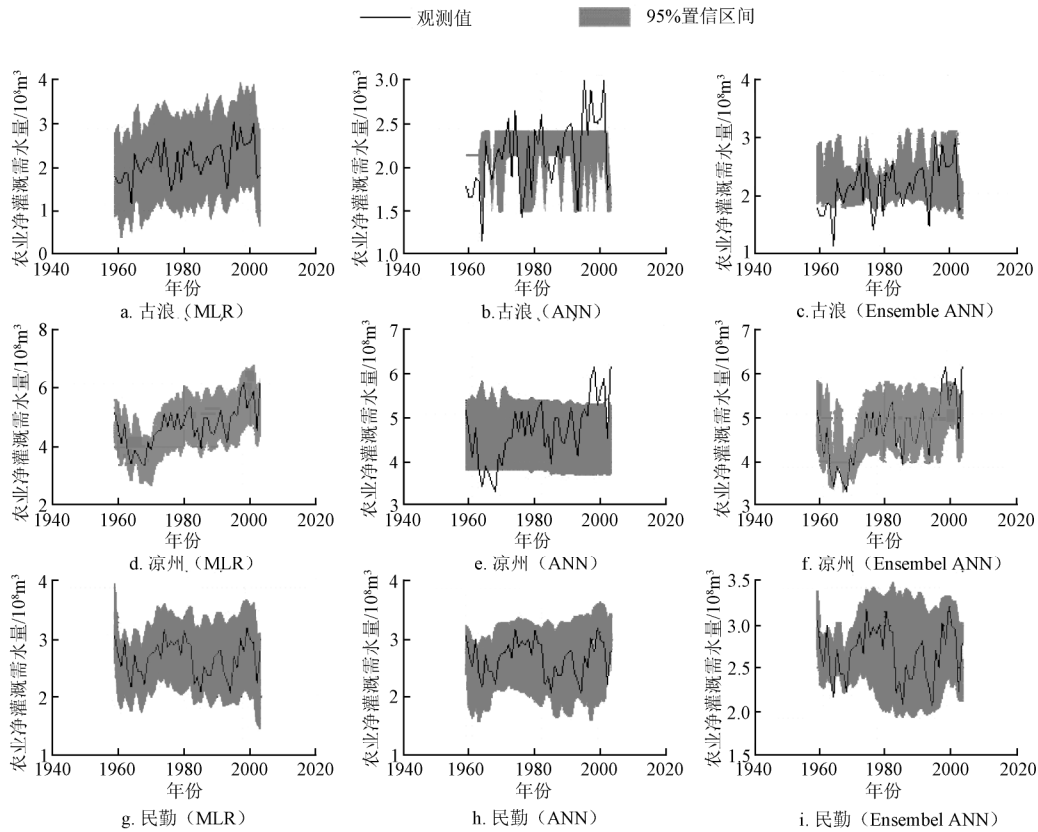 观测值 95%置信区间
农业净灌溉需水量/10⁸m³
4
3
2
1
0
1940 1960 1980 2000 2020
年份
a. 古浪（MLR）
农业净灌溉需水量/10⁸m³
3.0
2.5
2.0
1.5
1.0
1940 1960 1980 2000 2020
年份
b. 古浪（ANN）
农业净灌溉需水量/10⁸m³
4
3
2
1
1940 1960 1980 2000 2020
年份
c.古浪（Ensemble ANN）
农业净灌溉需水量/10⁸m³
8
6
4
2
1940 1960 1980 2000 2020
年份
d. 凉州（MLR）
农业净灌溉需水量/10⁸m³
7
6
5
4
3
1940 1960 1980 2000 2020
年份
e. 凉州（ANN）
农业净灌溉需水量/10⁸m³
7
6
5
4
3
1940 1960 1980 2000 2020
年份
f. 凉州（Ensembel ANN）
农业净灌溉需水量/10⁸m³
4
3
2
1
1940 1960 1980 2000 2020
年份
g. 民勤（MLR）
农业净灌溉需水量/10⁸m³
4
3
2
1
1940 1960 1980 2000 2020
年份
h. 民勤（ANN）
农业净灌溉需水量/10⁸m³
3.5
3.0
2.5
2.0
1.5
1940 1960 1980 2000 2020
年份
i. 民勤（Ensembel ANN）